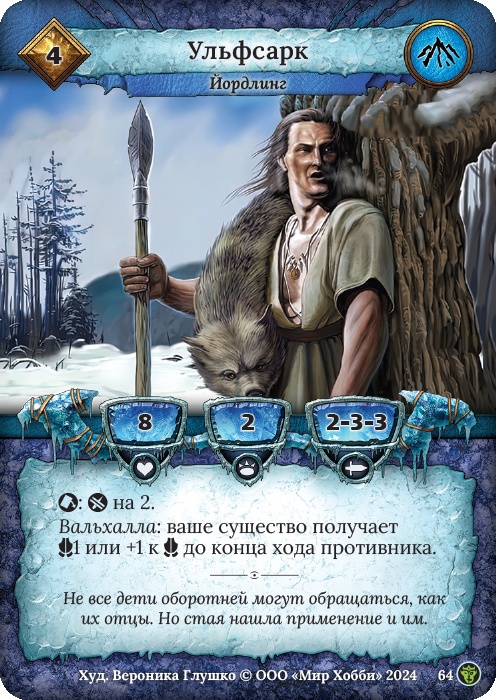 4
Ульфсарк
Йордлинг
8
2
2-3-3
: на 2.
Вальхалла: ваше существо получает
1 или +1 к до конца хода противника.
Не все дети оборотней могут обращаться, как
их отцы. Но стая нашла применение и им.
Худ. Вероника Глушко © ООО «Мир Хобби» 2024 64